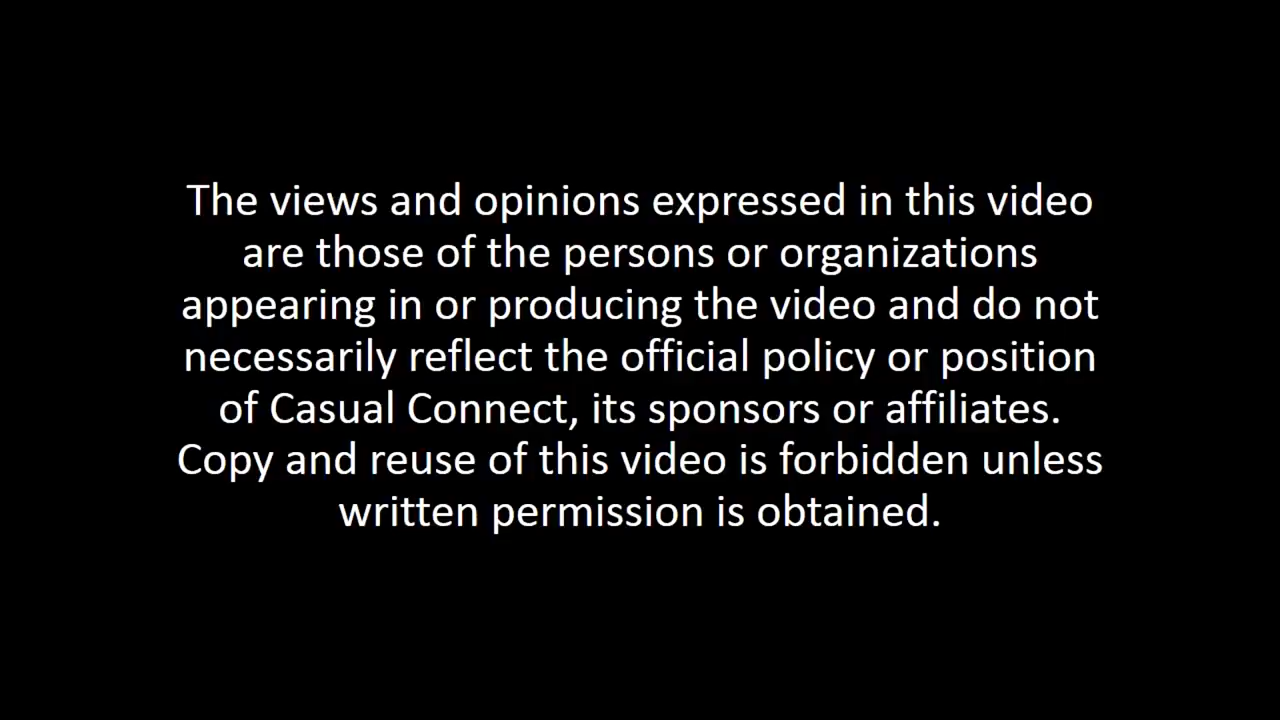 The views and opinions expressed in this video
are those of the persons or organizations
appearing in or producing the video and do not
necessarily reflect the official policy or position
of Casual Connect, its sponsors or affiliates.
Copy and reuse of this video is forbidden unless
written permission is obtained.